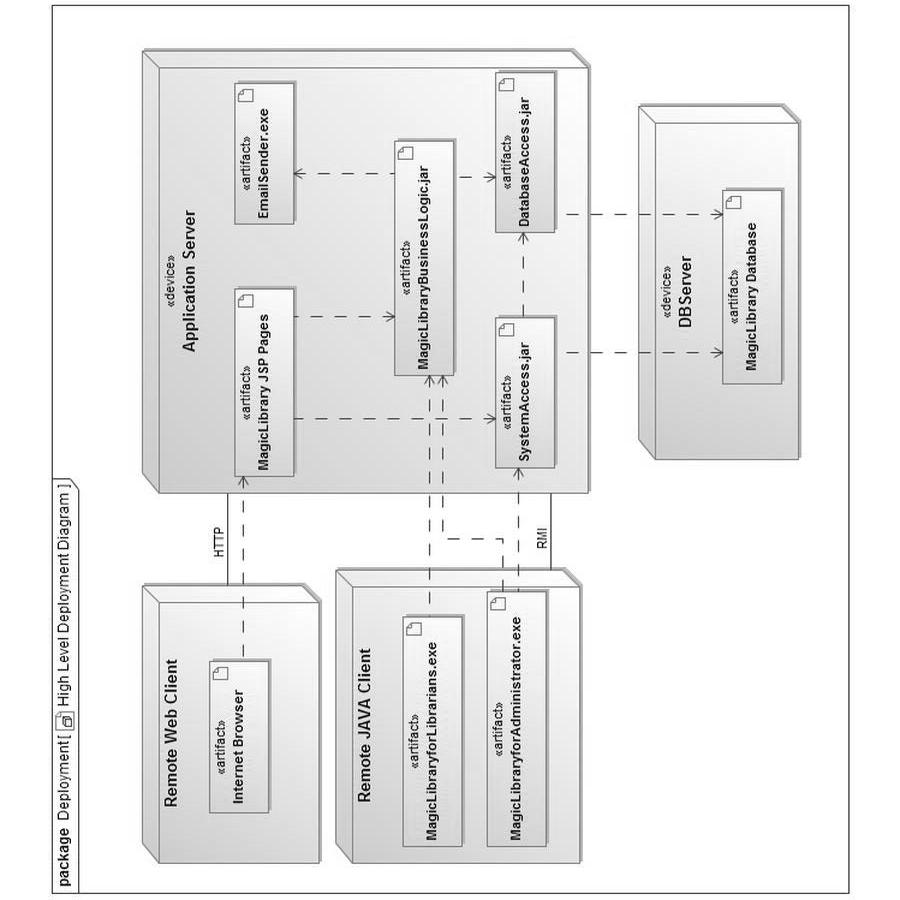 package Deployment [ High Level Deployment Diagram ]
Remote Web Client
«artifact»
Internet Browser
Remote JAVA Client
«artifact»
MagicLibraryforLibrarians.exe
«artifact»
MagicLibraryforAdministrator.exe
HTTP
RMI
«device»
Application Server
«artifact»
MagicLibrary JSP Pages
«artifact»
EmailSender.exe
«artifact»
MagicLibraryBusinessLogic.jar
«artifact»
SystemAccess.jar
«artifact»
DatabaseAccess.jar
«device»
DBServer
«artifact»
MagicLibrary Database